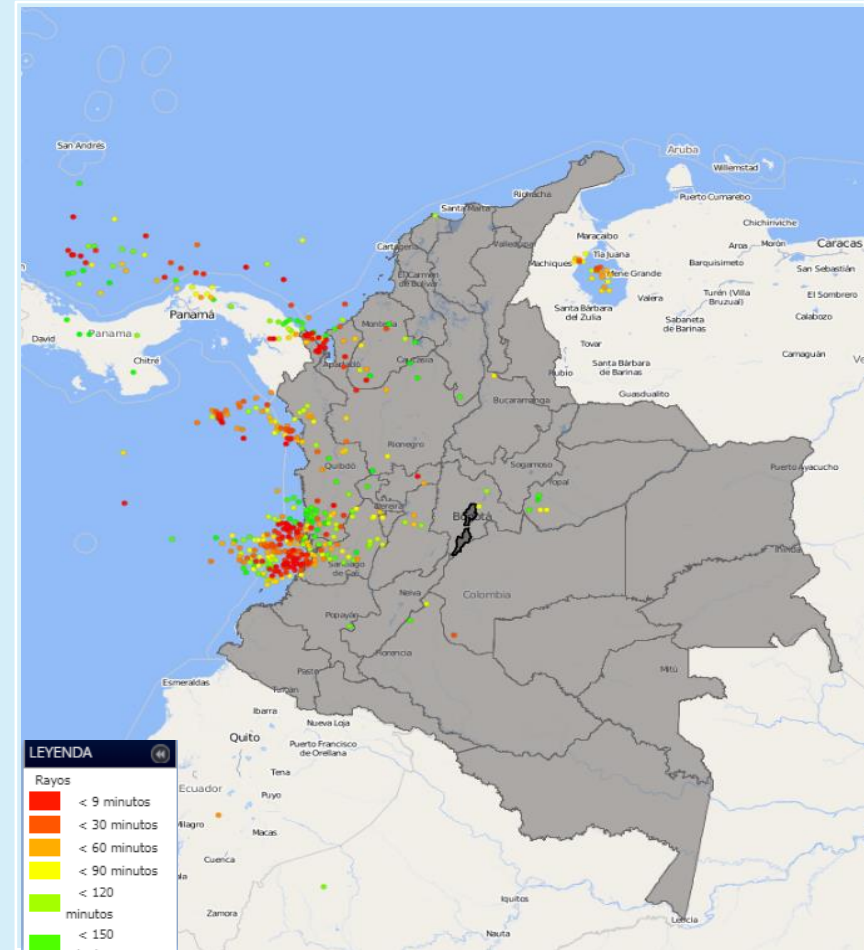 San Andrés
Aruba
Willemstad
Riohacha
Puerto Cumarebo
Santa Marta
Chichiriviche
Cartagena
Valledupar
Maracaibo
Aroa
Morón
Caracas
Machiques
Tía Juana
Barquisimeto
San Sebastián
El Carmen
de Bolívar
Mene Grande
Turén (Villa
Bruzual)
El Sombrero
Valera
Santa Bárbara
del Zulia
Panamá
Sabaneta
de Barinas
Calabozo
David
Panama
Montería
Tovar
Camaguán
Chitré
Apartadó
Caucasia
Santa Bárbara
de Barinas
Rubio
Guasdualito
Bucaramanga
Rionegro
Quibdó
Sogamoso
Puerto Ayacucho
Yopal
Pereira
Bogotá
Inírida
Santiago
de Cali
Neiva
Colombia
Popayán
Florencia
Mitú
Pasto
Esmeraldas
Tulcán
Ibarra
Nueva Loja
Quito
Puerto Francisco
de Orellana
LEYENDA
Tena
Rayos
Ecuador
Puyo
< 9 minutos
< 30 minutos
Milagro
Macas
< 60 minutos
< 90 minutos
Cuenca
< 120
minutos
Iquitos
Zamora
Leticia
< 150
Nauta